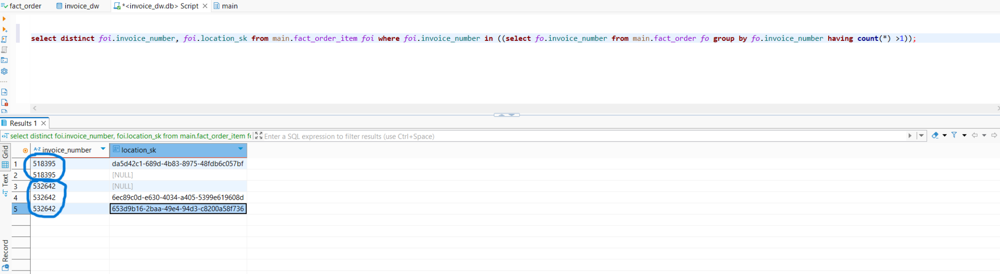 fact_order invoice_dw *<invoice_dw.db> Script main
select distinct foi.invoice_number, foi.location_sk from main.fact_order_item foi where foi.invoice_number in ((select fo.invoice_number from main.fact_order fo group by fo.invoice_number having count(*) >1));
Results 1
select distinct foi.invoice_number, foi.location_sk from main.fact_order_item fo Enter a SQL expression to filter results (use Ctrl+Space)
Grid
Text
Record
A-Z invoice_number location_sk
1 518395 da5d42c1-689d-4b83-8975-48fdb6c057bf
2 518395 [NULL]
3 532642 [NULL]
4 532642 6ec89c0d-e630-4034-a405-5399e619608d
5 532642 653d9b16-2baa-49e4-94d3-c8200a58f736